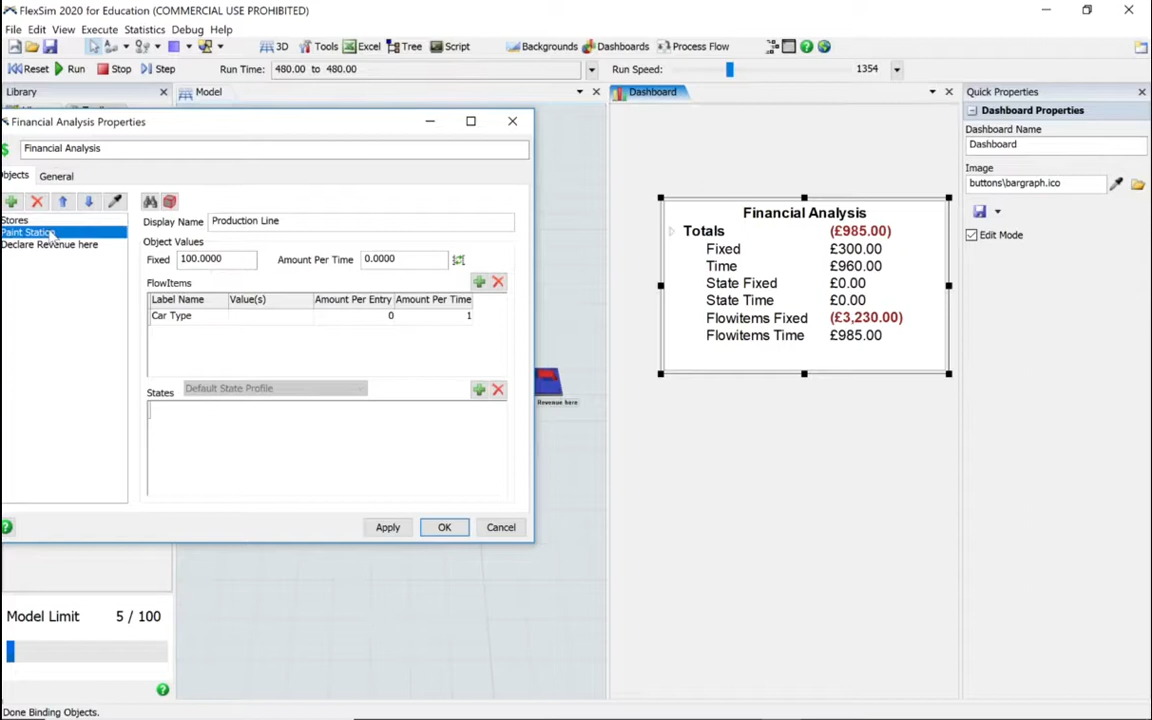 FlexSim 2020 for Education (COMMERCIAL USE PROHIBITED)
File Edit View Execute Statistics Debug Help
3D Tools Excel Tree Script Backgrounds Dashboards Process Flow
Reset Run Stop Step Run Time: 480.00 to 480.00 Run Speed: 1354
Library Model Dashboard Quick Properties
Financial Analysis Properties
Financial Analysis
Objects General
Stores
Paint Station
Declare Revenue here
Display Name Production Line
Object Values
Fixed 100.0000 Amount Per Time 0.0000
FlowItems
Label Name Value(s) Amount Per Entry Amount Per Time
Car Type 0 1
States Default State Profile
Apply OK Cancel
Revenue here
Financial Analysis
Totals (£985.00)
Fixed £300.00
Time £960.00
State Fixed £0.00
State Time £0.00
Flowitems Fixed (£3,230.00)
Flowitems Time £985.00
Dashboard Properties
Dashboard Name
Dashboard
Image
buttons\bargraph.ico
Edit Mode
Model Limit 5 / 100
Done Binding Objects.